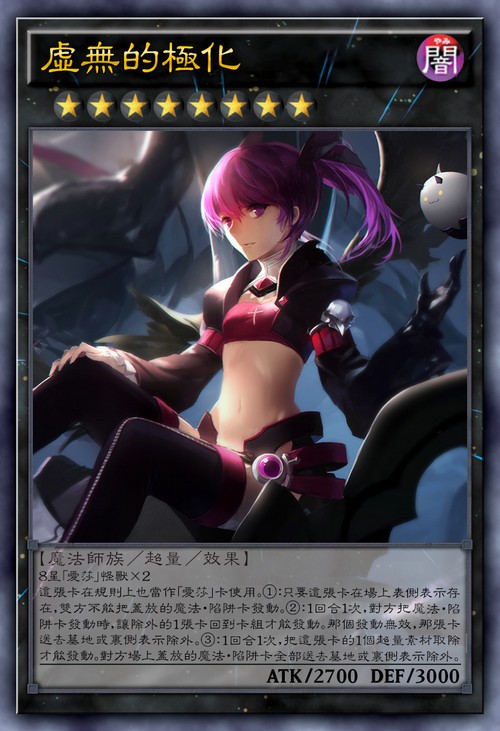 虛無的極化
やみ
闇
【魔法師族／超量／效果】
8星「愛莎」怪獸×2
這張卡在規則上也當作「愛莎」卡使用。①:只要這張卡在場上表側表示存
在,雙方不能把蓋放的魔法・陷阱卡發動。②:1回合1次,對方把魔法・陷
阱卡發動時,讓除外的1張卡回到卡組才能發動。那個發動無效,那張卡
送去墓地或裏側表示除外。③:1回合1次,把這張卡的1個超量素材取除
才能發動。對方場上蓋放的魔法・陷阱卡全部送去墓地或裏側表示除外。
ATK/2700 DEF/3000